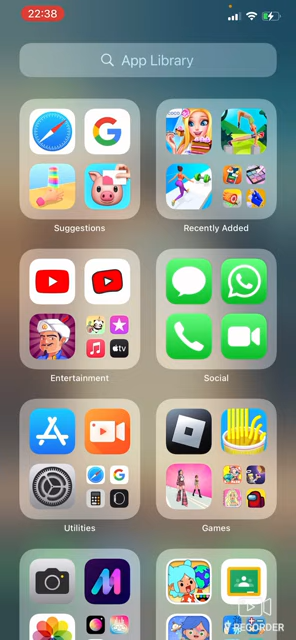 22:38
App Library
Suggestions
Recently Added
Entertainment
Social
Utilities
Games
RECORDER